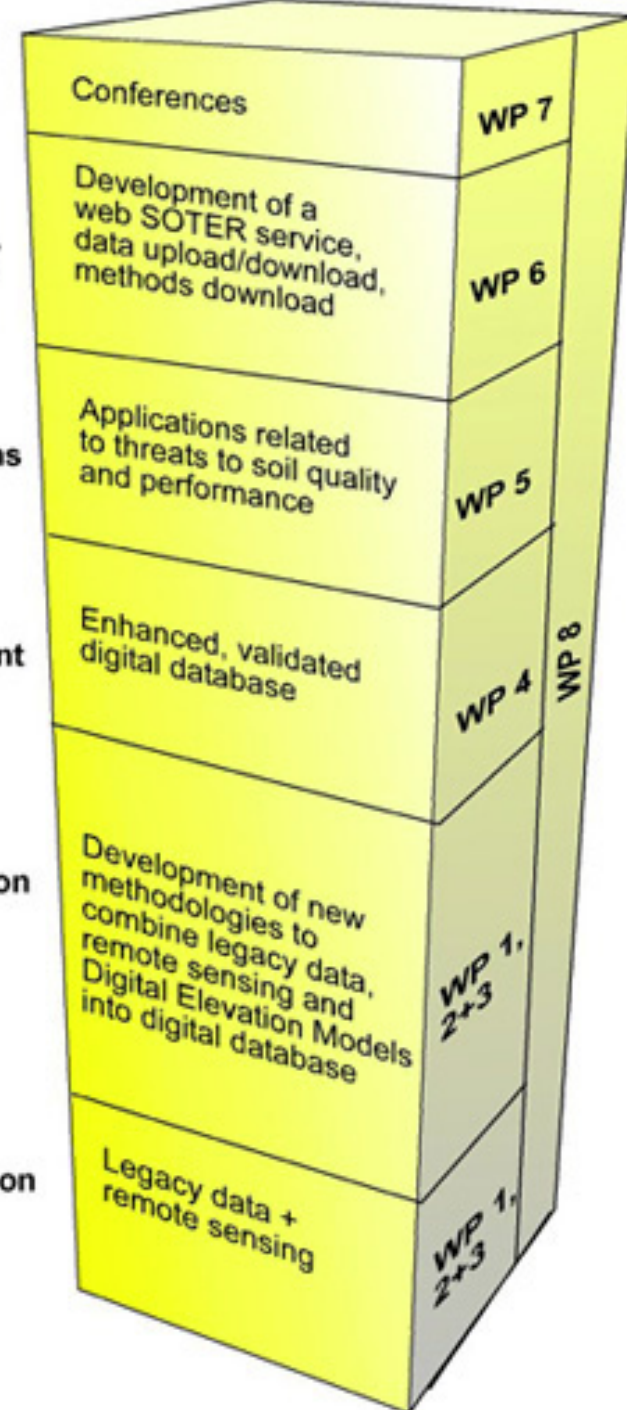 Conferences
WP 7
Development of a
web SOTER service,
data upload/download,
methods download
WP 6
Applications related
to threats to soil quality
and performance
WP 5
Enhanced, validated
digital database
WP 4
WP 8
Development of new
methodologies to
combine legacy data,
remote sensing and
Digital Elevation Models
into digital database
WP 1,
2+3
Legacy data +
remote sensing
WP 1,
2+3